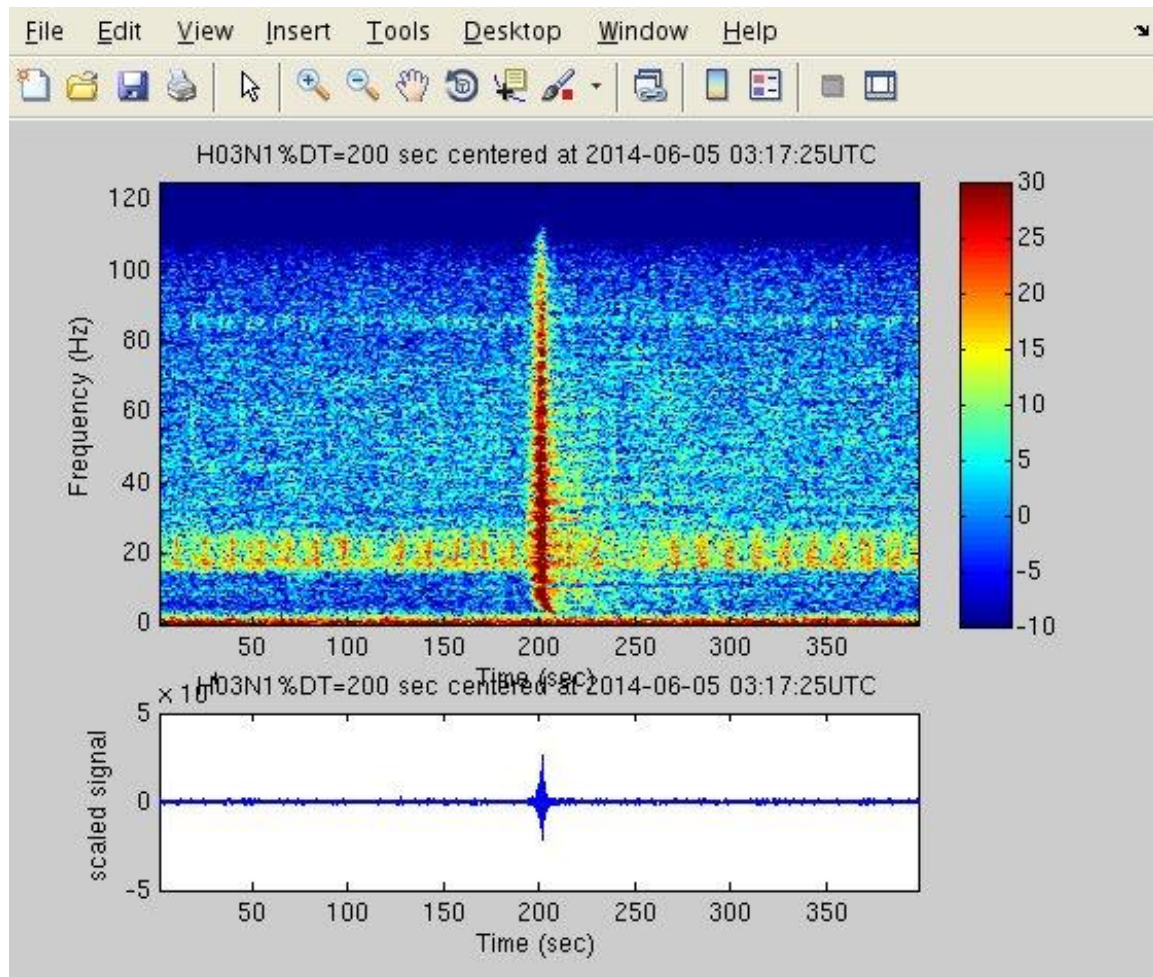 File Edit View Insert Tools Desktop Window Help
H03N1%DT=200 sec centered at 2014-06-05 03:17:25UTC
120
100
80
60
40
20
0
Frequency (Hz)
50 100 150 200 250 300 350
Time (sec)
30
25
20
15
10
5
0
-5
-10
H03N1%DT=200 sec centered at 2014-06-05 03:17:25UTC
5
0
-5
scaled signal
50 100 150 200 250 300 350
Time (sec)